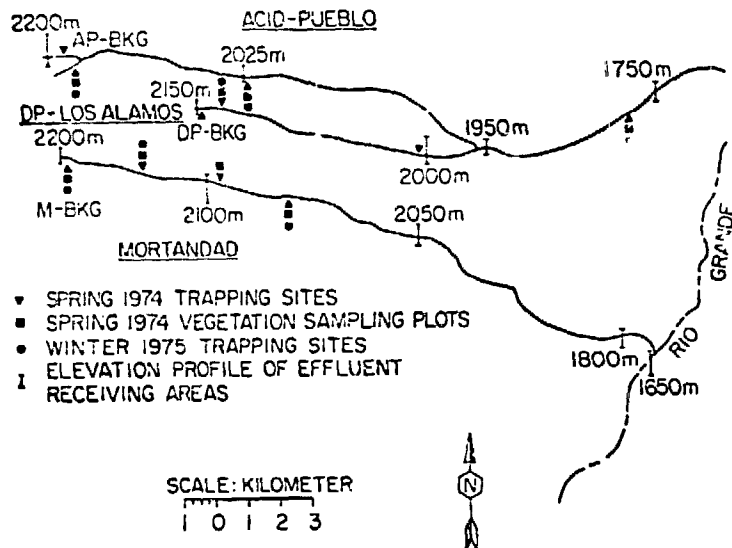 ACID-PUEBLO
2200m
AP-BKG
2025m
1750m
2150m
DP-LOS ALAMOS
DP-BKG
2200m
1950m
2000m
M-BKG
2100m
2050m
MORTANDAD
RIO GRANDE
SPRING 1974 TRAPPING SITES
SPRING 1974 VEGETATION SAMPLING PLOTS
WINTER 1975 TRAPPING SITES
ELEVATION PROFILE OF EFFLUENT
RECEIVING AREAS
1800m
1650m
SCALE: KILOMETER
1 0 1 2 3
N